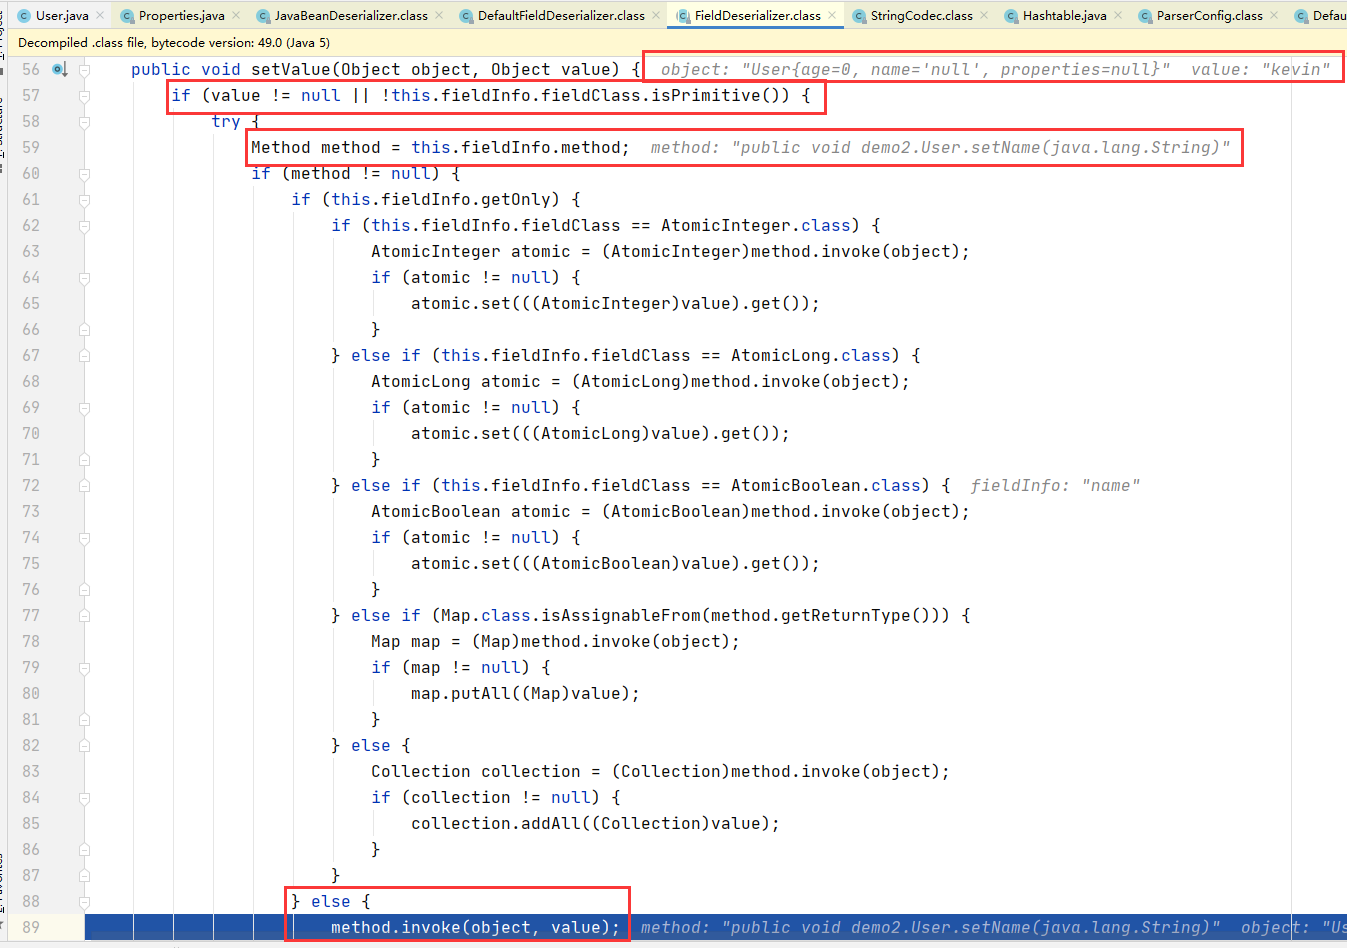 User.java Properties.java JavaBeanDeserializer.class DefaultFieldDeserializer.class FieldDeserializer.class StringCodec.class Hashtable.java ParserConfig.class Defau
Decompiled .class file, bytecode version: 49.0 (Java 5)
56 public void setValue(Object object, Object value) { object: "User{age=0, name='null', properties=null}" value: "kevin"
57 if (value != null || !this.fieldInfo.fieldClass.isPrimitive()) {
58 try {
59 Method method = this.fieldInfo.method; method: "public void demo2.User.setName(java.lang.String)"
60 if (method != null) {
61 if (this.fieldInfo.getOnly) {
62 if (this.fieldInfo.fieldClass == AtomicInteger.class) {
63 AtomicInteger atomic = (AtomicInteger)method.invoke(object);
64 if (atomic != null) {
65 atomic.set(((AtomicInteger)value).get());
66 }
67 } else if (this.fieldInfo.fieldClass == AtomicLong.class) {
68 AtomicLong atomic = (AtomicLong)method.invoke(object);
69 if (atomic != null) {
70 atomic.set(((AtomicLong)value).get());
71 }
72 } else if (this.fieldInfo.fieldClass == AtomicBoolean.class) { fieldInfo: "name"
73 AtomicBoolean atomic = (AtomicBoolean)method.invoke(object);
74 if (atomic != null) {
75 atomic.set(((AtomicBoolean)value).get());
76 }
77 } else if (Map.class.isAssignableFrom(method.getReturnType())) {
78 Map map = (Map)method.invoke(object);
79 if (map != null) {
80 map.putAll((Map)value);
81 }
82 } else {
83 Collection collection = (Collection)method.invoke(object);
84 if (collection != null) {
85 collection.addAll((Collection)value);
86 }
87 }
88 } else {
89 method.invoke(object, value); method: "public void demo2.User.setName(java.lang.String)" object: "Us